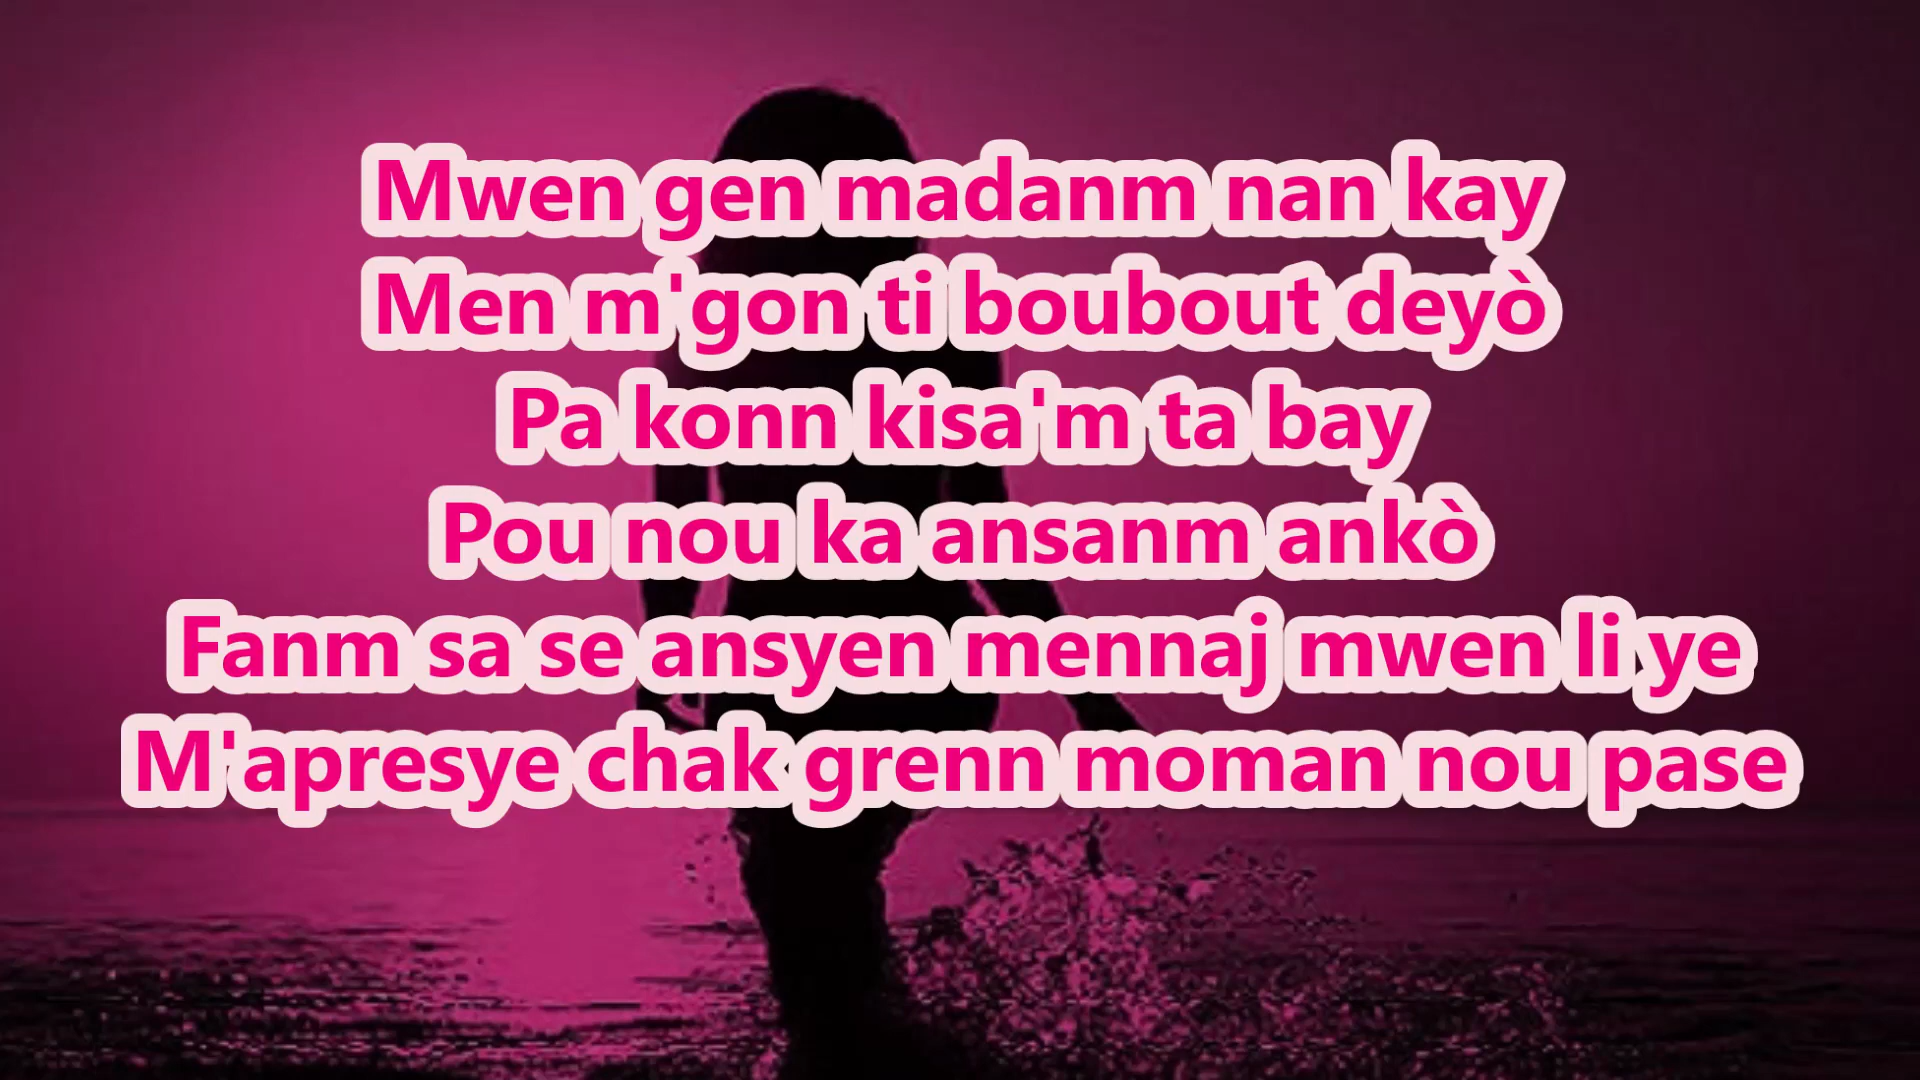 Mwen gen madanm nan kay
Men m'gon ti boubout deyò
Pa konn kisa'm ta bay
Pou nou ka ansanm ankò
Fanm sa se ansyen mennaj mwen li ye
M'apresye chak grenn moman nou pase